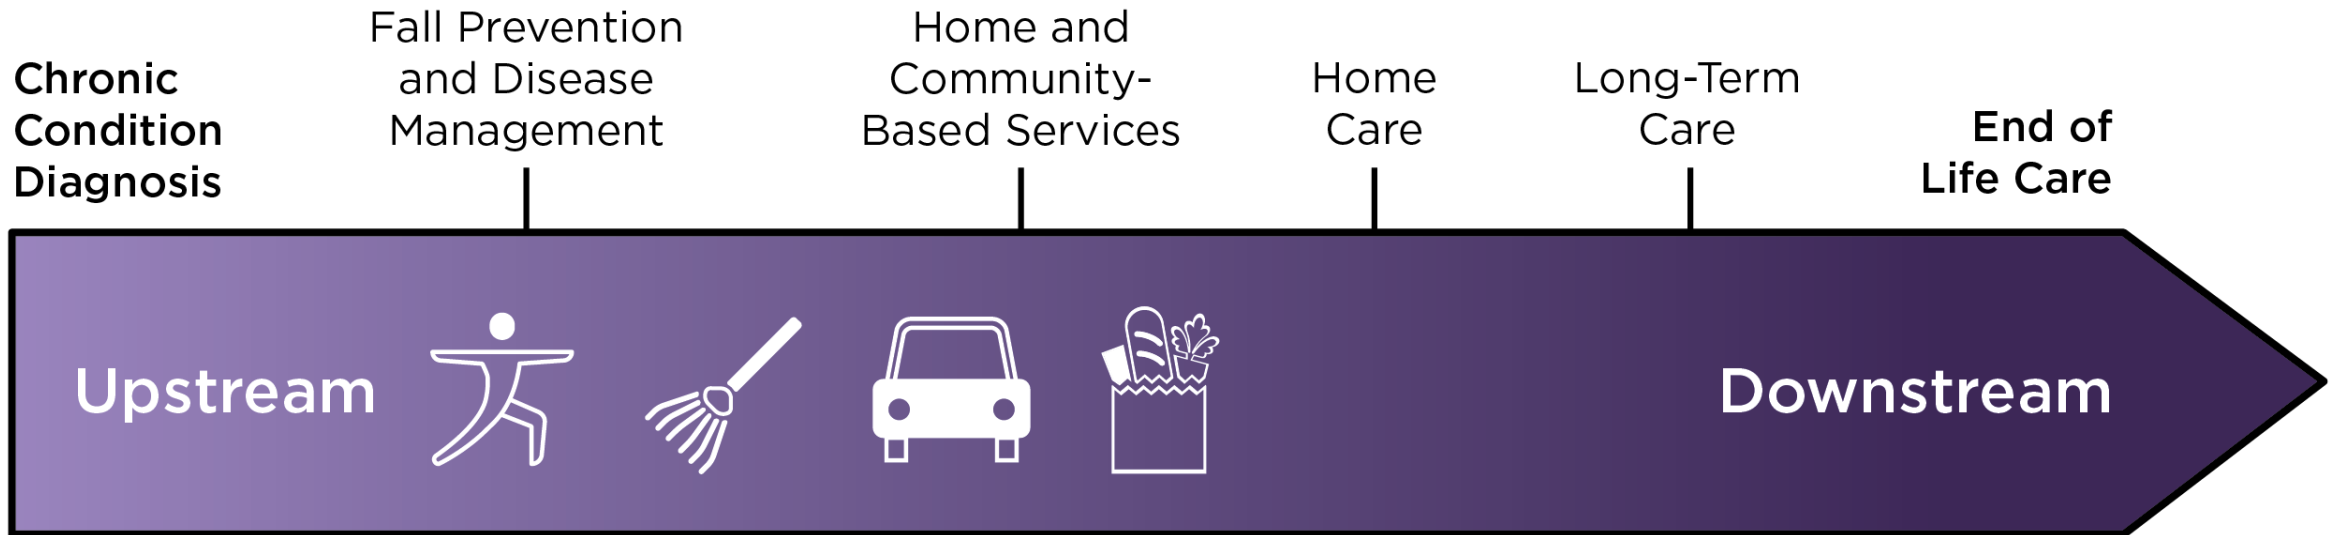 Chronic
Condition
Diagnosis
Fall Prevention
and Disease
Management
Home and
Community-
Based Services
Home
Care
Long-Term
Care
End of
Life Care
Upstream
Downstream